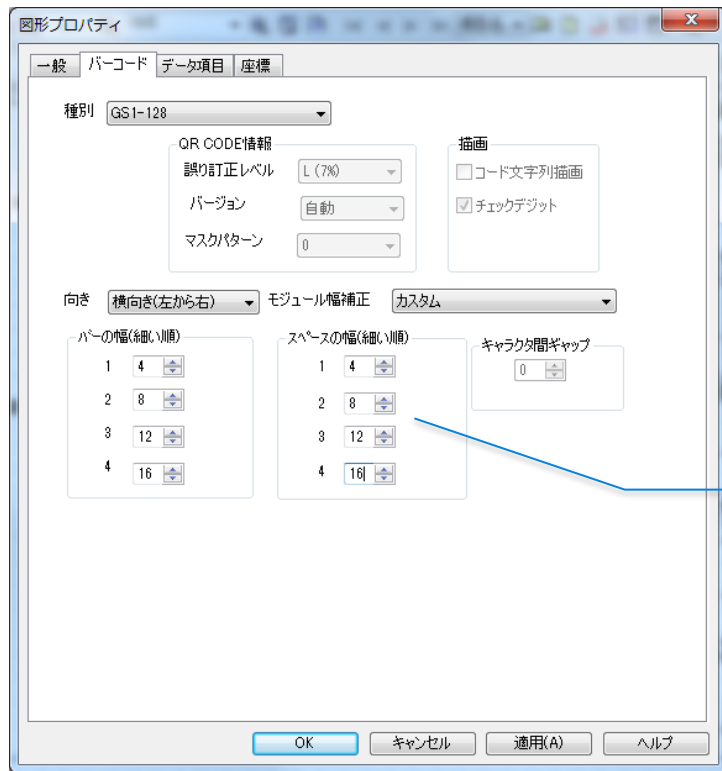 図形プロパティ
一般 バーコード データ項目 座標
種別 GS1-128
QR CODE情報
誤り訂正レベル L (7%)
バージョン 自動
マスクパターン 0
描画
コード文字列描画
チェックデジット
向き 横向き(左から右) モジュール幅補正 カスタム
バーの幅(細い順)
1 4
2 8
3 12
4 16
スペースの幅(細い順)
1 4
2 8
3 12
4 16
キャラクタ間ギャップ
0
OK キャンセル 適用(A) ヘルプ